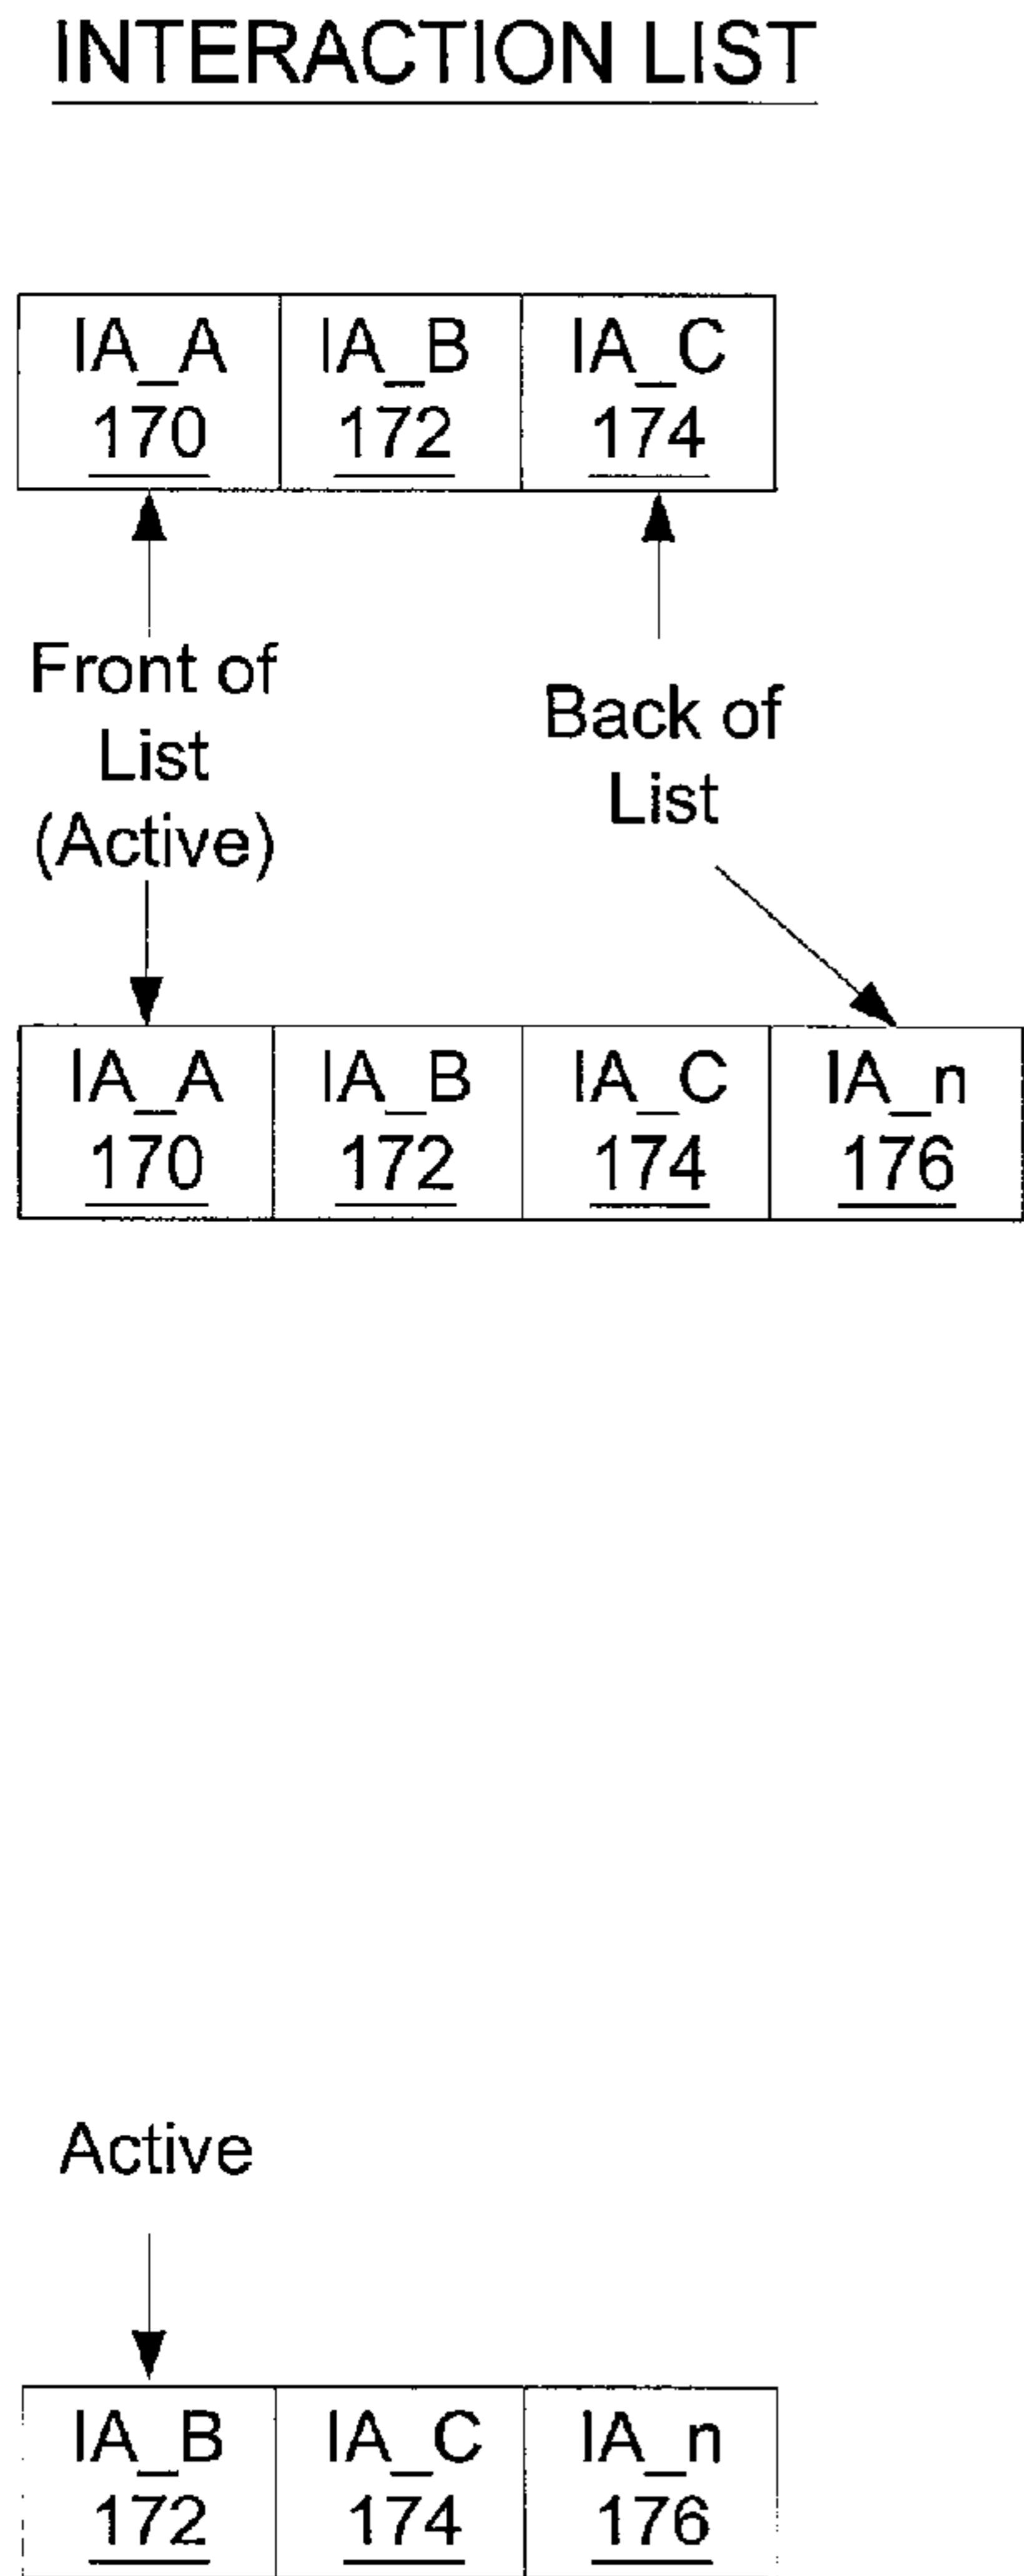 INTERACTION LIST
IA_A IA_B IA_C
170 172 174
Front of
List
(Active)
Back of
List
IA_A IA_B IA_C IA_n
170 172 174 176
Active
IA_B IA_C IA_n
172 174 176